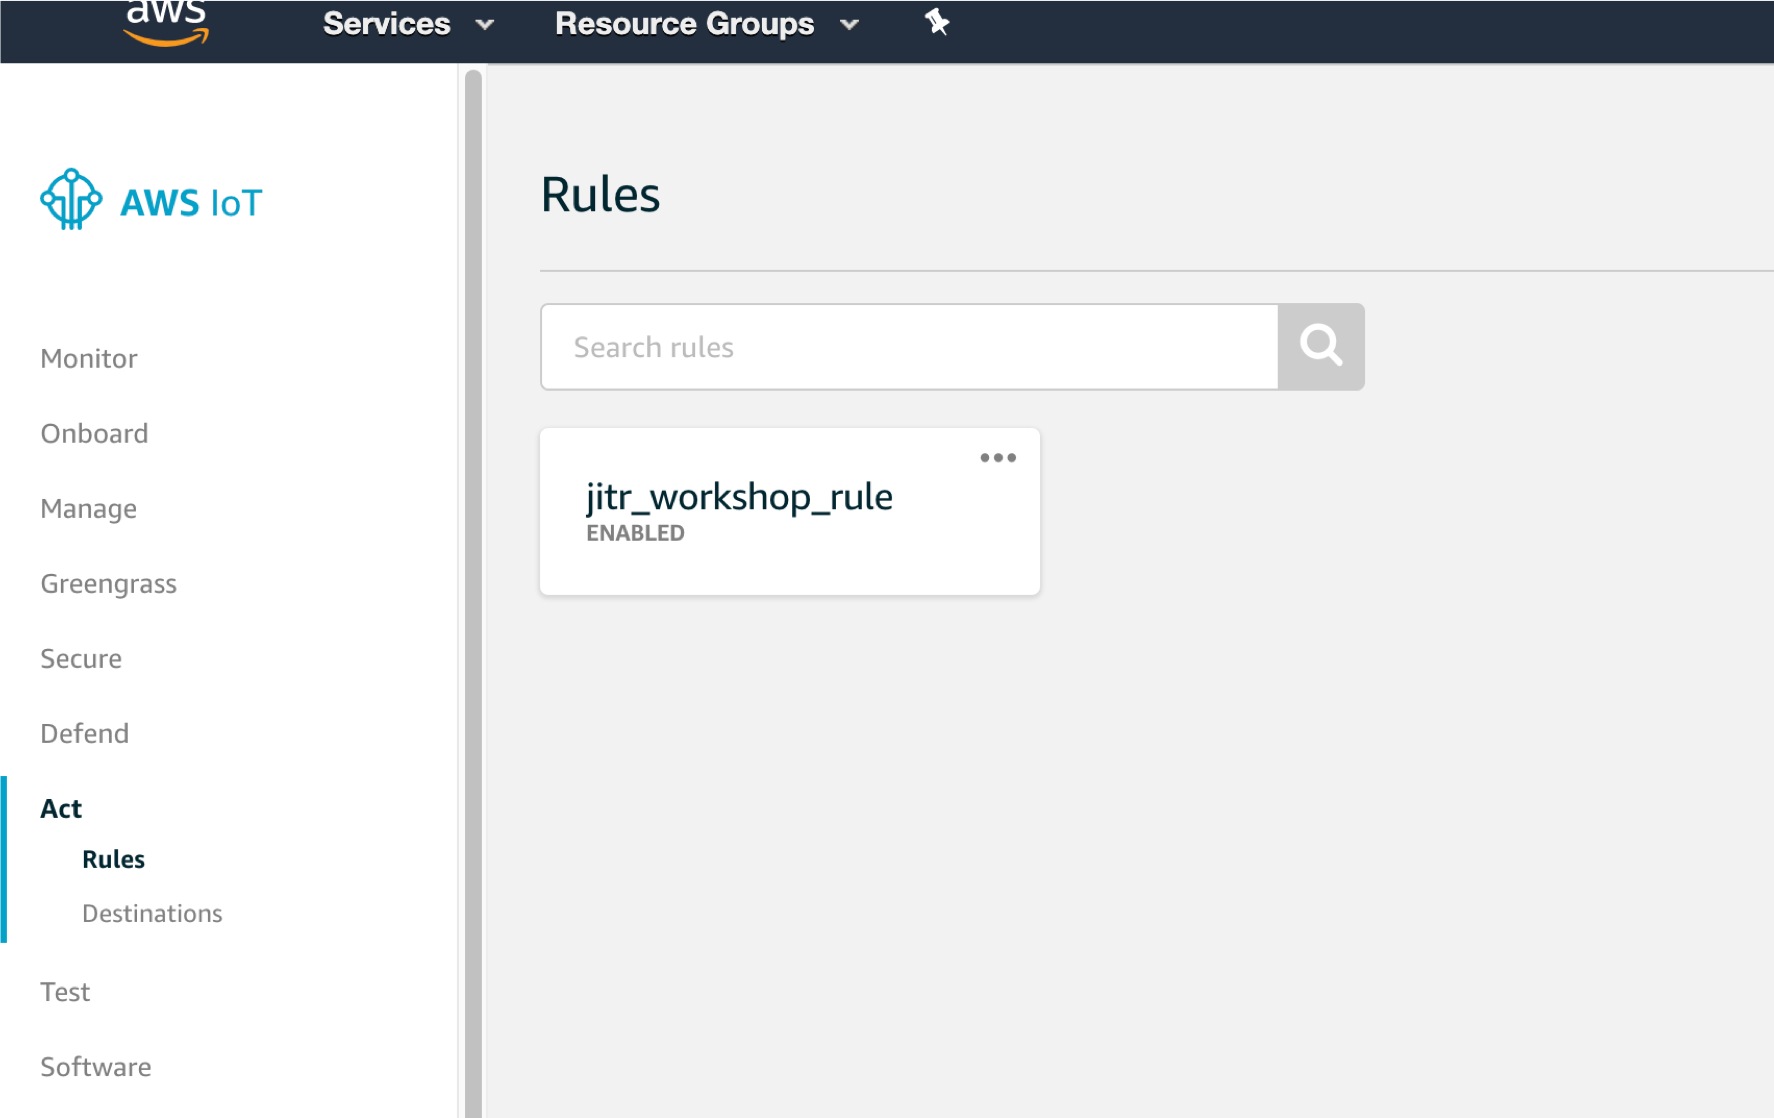 aws
Services
Resource Groups
AWS IoT
Monitor
Onboard
Manage
Greengrass
Secure
Defend
Act
Rules
Destinations
Test
Software
Rules
Search rules
jitr_workshop_rule
ENABLED